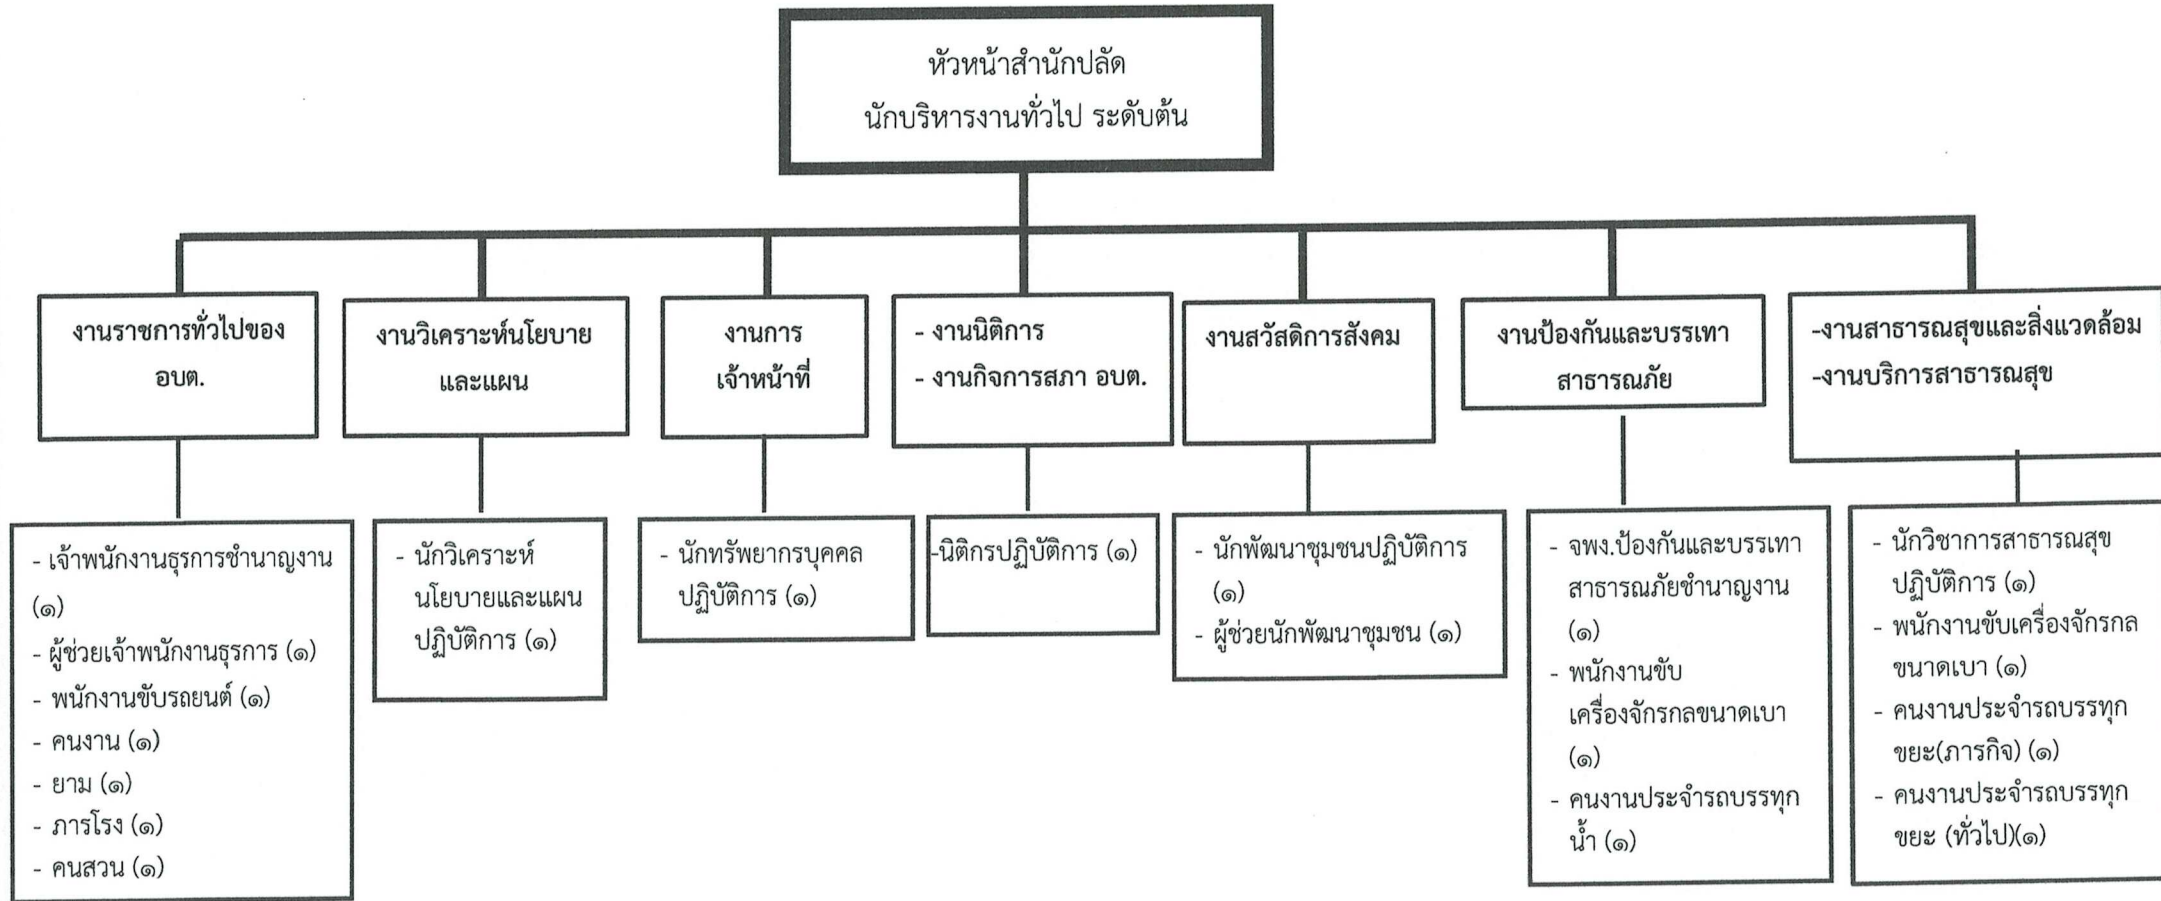 หัวหน้าสำนักปลัด
นักบริหารงานทั่วไป ระดับต้น
งานราชการทั่วไปของ
อบต.
งานวิเคราะห์นโยบาย
และแผน
งานการ
เจ้าหน้าที่
- งานนิติการ
- งานกิจการสภา อบต.
งานสวัสดิการสังคม
งานป้องกันและบรรเทา
สาธารณภัย
-งานสาธารณสุขและสิ่งแวดล้อม
-งานบริการสาธารณสุข
- เจ้าพนักงานธุรการชำนาญงาน
(๑)
- ผู้ช่วยเจ้าพนักงานธุรการ (๑)
- พนักงานขับรถยนต์ (๑)
- คนงาน (๑)
- ยาม (๑)
- ภารโรง (๑)
- คนสวน (๑)
- นักวิเคราะห์
นโยบายและแผน
ปฏิบัติการ (๑)
- นักทรัพยากรบุคคล
ปฏิบัติการ (๑)
-นิติกรปฏิบัติการ (๑)
- นักพัฒนาชุมชนปฏิบัติการ
(๑)
- ผู้ช่วยนักพัฒนาชุมชน (๑)
- จพง.ป้องกันและบรรเทา
สาธารณภัยชำนาญงาน
(๑)
- พนักงานขับ
เครื่องจักรกลขนาดเบา
(๑)
- คนงานประจำรถบรรทุก
น้ำ (๑)
- นักวิชาการสาธารณสุข
ปฏิบัติการ (๑)
- พนักงานขับเครื่องจักรกล
ขนาดเบา (๑)
- คนงานประจำรถบรรทุก
ขยะ(ภารกิจ) (๑)
- คนงานประจำรถบรรทุก
ขยะ (ทั่วไป)(๑)